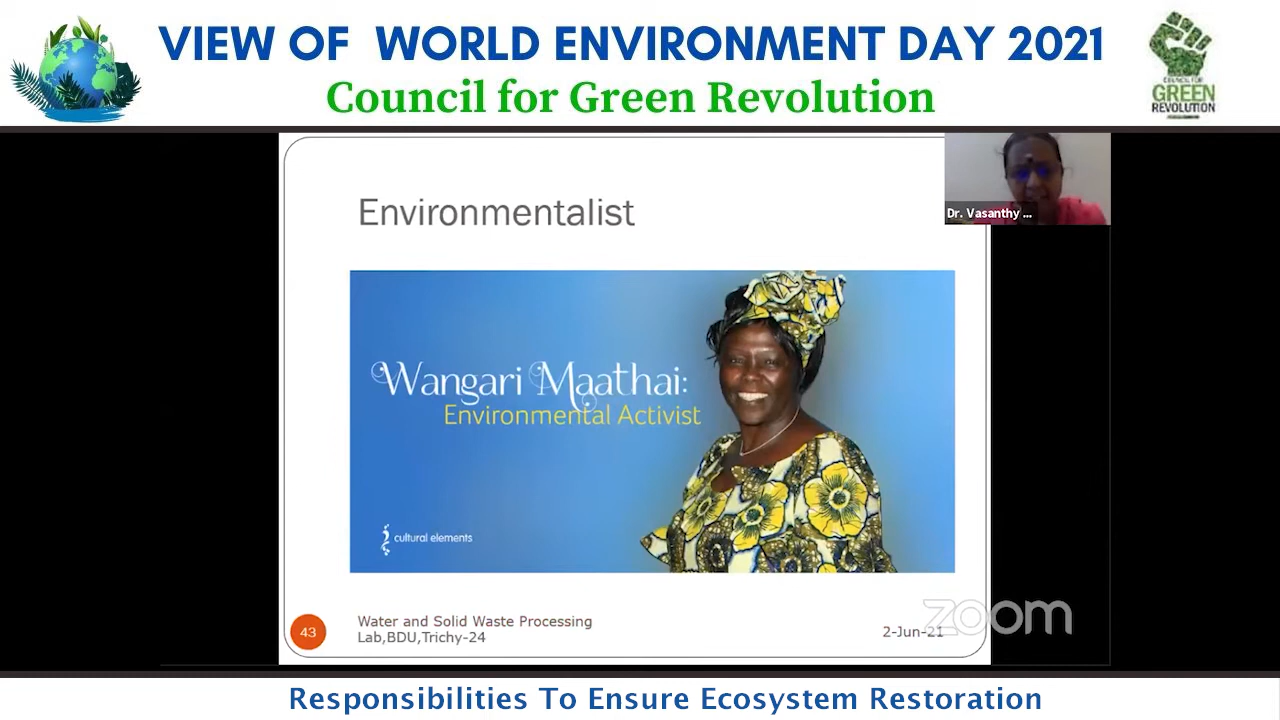 VIEW OF WORLD ENVIRONMENT DAY 2021
Council for Green Revolution
COUNCIL FOR
GREEN
REVOLUTION
Dr. Vasanthy ...
Environmentalist
Wangari Maathai:
Environmental Activist
cultural elements
43
Water and Solid Waste Processing
Lab,BDU,Trichy-24
2-Jun-21
zoom
Responsibilities To Ensure Ecosystem Restoration